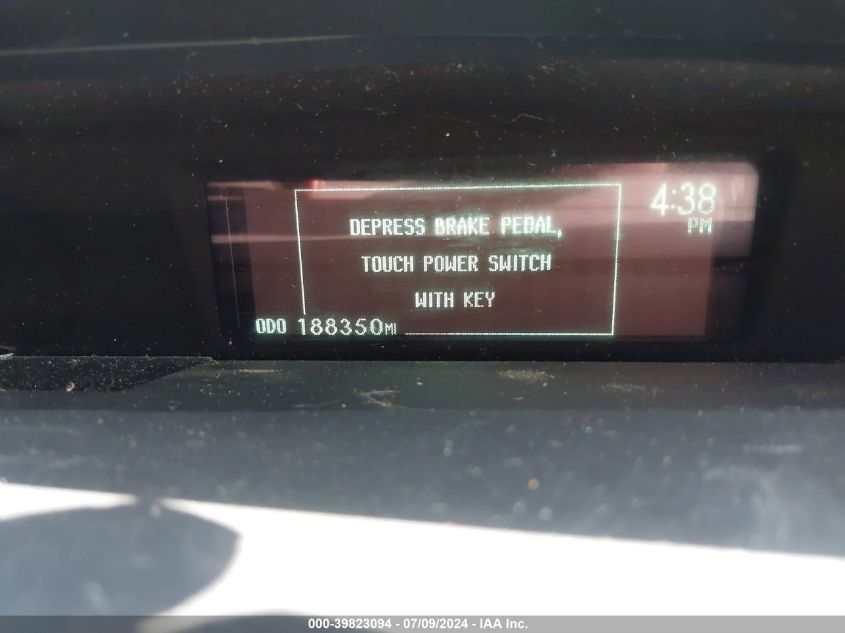 4:38
PM
DEPRESS BRAKE PEDAL,
TOUCH POWER SWITCH
WITH KEY
ODO 188350MI
000-39823094 - 07/09/2024 - IAA Inc.